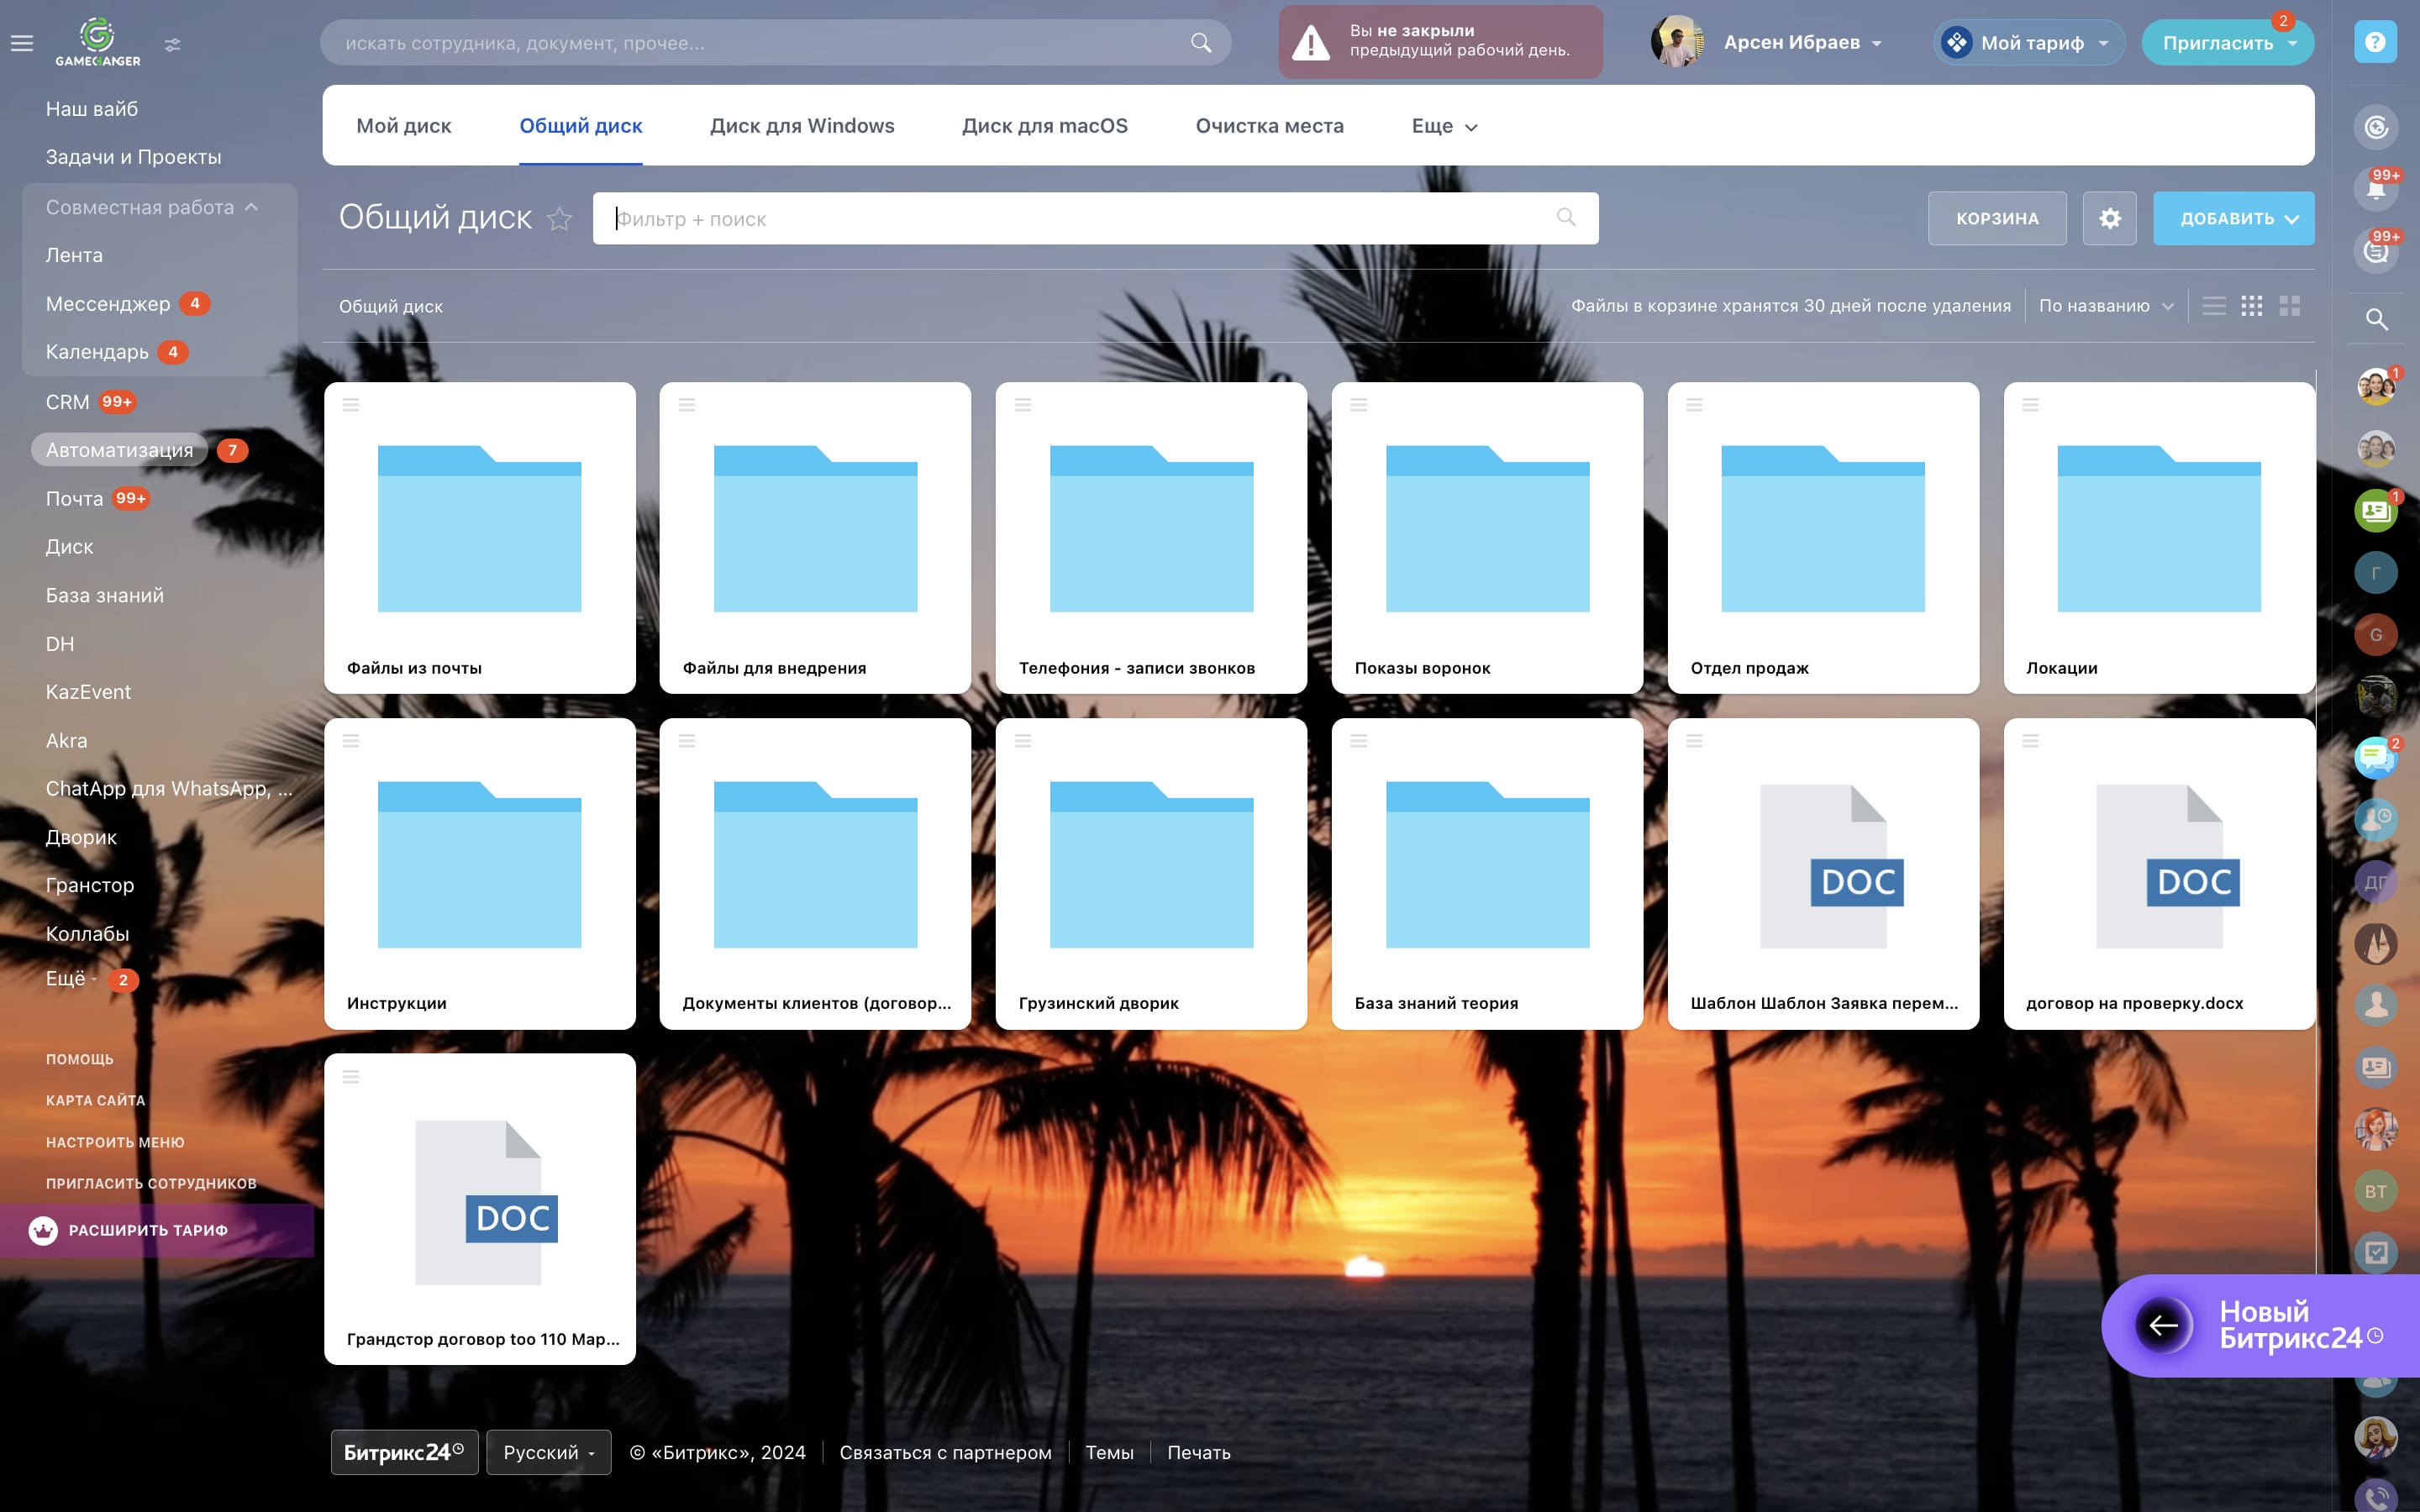 GAMECHANGER
искать сотрудника, документ, прочее...
Вы не закрыли
предыдущий рабочий день.
Арсен Ибраев
Мой тариф
Пригласить
2
?
Наш вайб
Задачи и Проекты
Совместная работа
Лента
Мессенджер 4
Календарь 4
CRM 99+
Автоматизация 7
Почта 99+
Диск
База знаний
DH
KazEvent
Akra
ChatApp для WhatsApp, ...
Дворик
Гранстор
Коллабы
Ещё 2
ПОМОЩЬ
КАРТА САЙТА
НАСТРОИТЬ МЕНЮ
ПРИГЛАСИТЬ СОТРУДНИКОВ
РАСШИРИТЬ ТАРИФ
Мой диск
Общий диск
Диск для Windows
Диск для macOS
Очистка места
Еще
Общий диск
Фильтр + поиск
КОРЗИНА
ДОБАВИТЬ
Общий диск
Файлы в корзине хранятся 30 дней после удаления
По названию
Файлы из почты
Файлы для внедрения
Телефония - записи звонков
Показы воронок
Отдел продаж
Локации
Инструкции
Документы клиентов (договор...
Грузинский дворик
База знаний теория
DOC
Шаблон Шаблон Заявка перем...
DOC
договор на проверку.docx
DOC
Грандстор договор too 110 Мар...
99+
99+
1
1
Г
G
2
ДГ
ВТ
Новый
Битрикс24
Битрикс24
Русский
© «Битрикс», 2024
Связаться с партнером
Темы
Печать